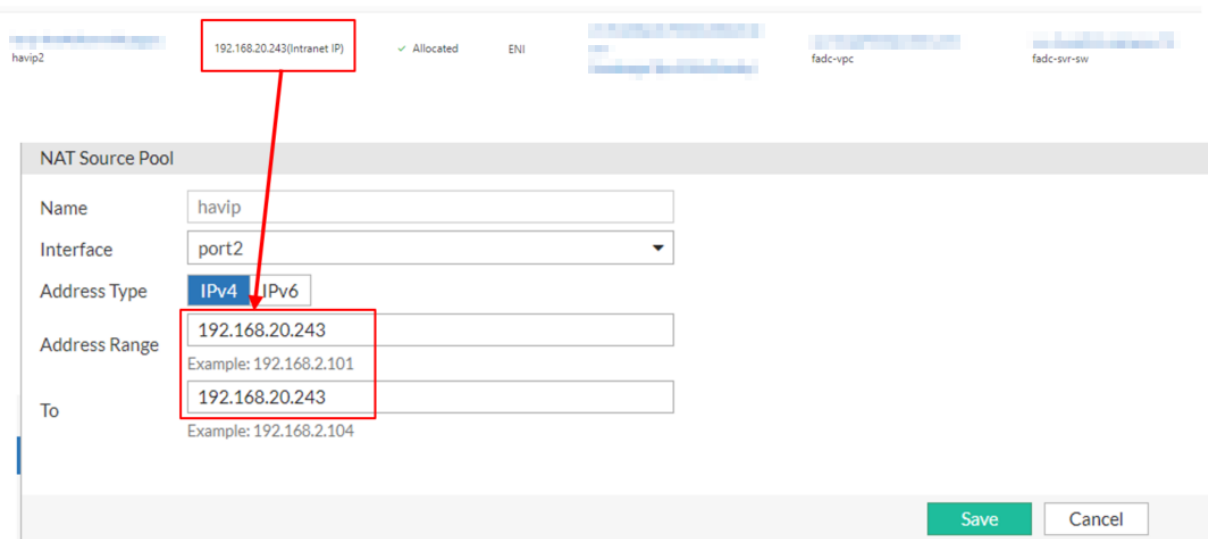 192.168.20.243(Intranet IP) Allocated ENI
havip2 fadc-vpc fadc-svr-sw
NAT Source Pool
Name havip
Interface port2
Address Type IPv4 IPv6
192.168.20.243
Address Range
Example: 192.168.2.101
192.168.20.243
To
Example: 192.168.2.104
Save Cancel